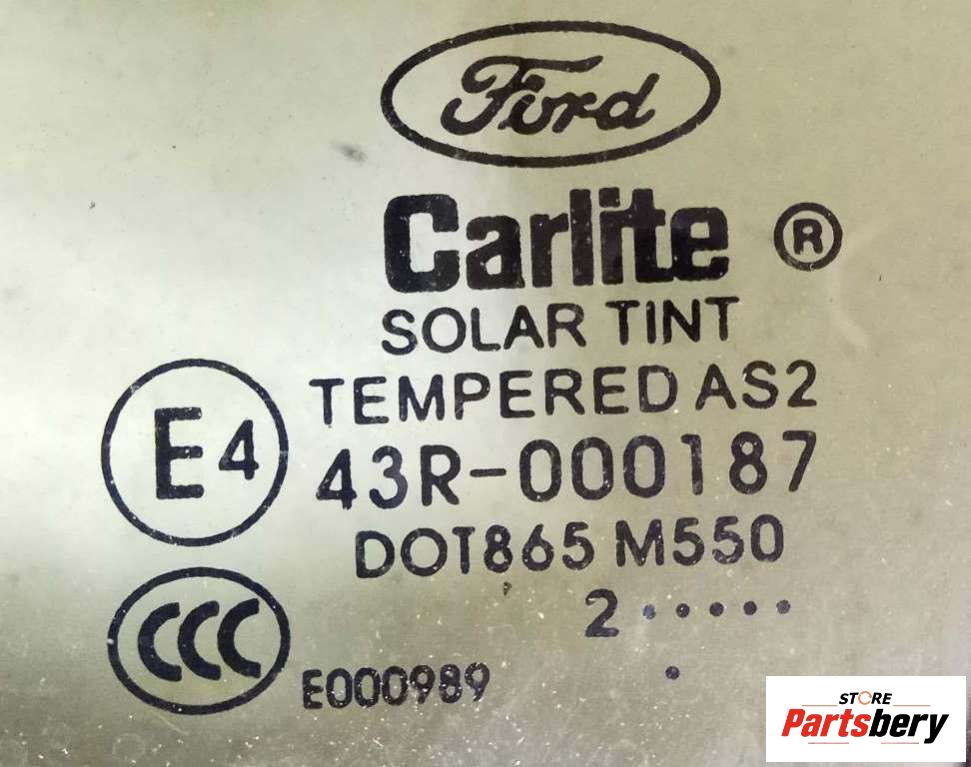 Ford
Carlite ®
SOLAR TINT
TEMPERED AS2
E4
43R-000187
DOT865 M550
2 · · · · ·
·
CCC
E000989
STORE
Partsbery